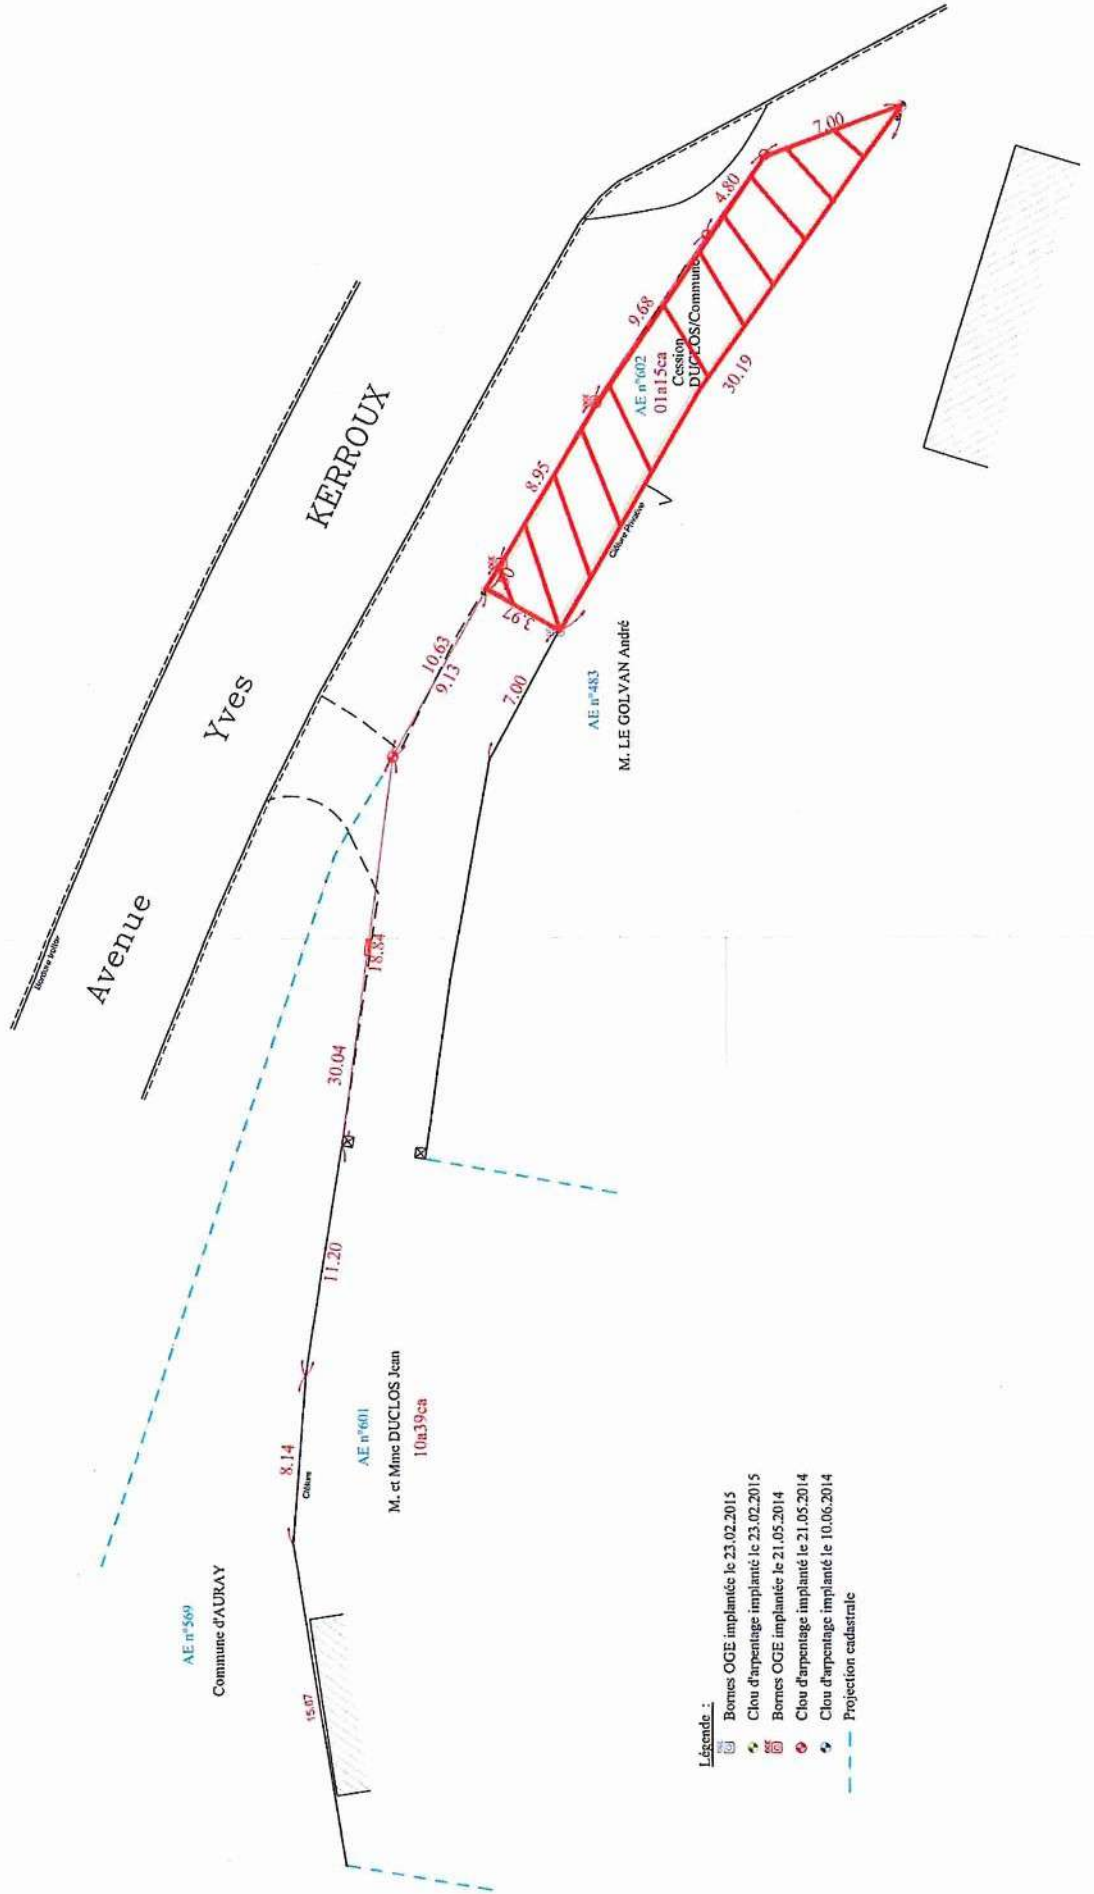 Avenue
Yves
KERROUX
7.00
4.80
9.68
AE n°602
01a15ca
Cession
DUCLOS/Commune
30.19
8.95
Clôture Privative
3.97
10.63
9.13
7.00
AE n°483
M. LE GOLVAN André
18.84
30.04
11.20
8.14
Clôture
AE n°601
M. et Mme DUCLOS Jean
10a39ca
AE n°569
Commune d'AURAY
15.67
Légende :
Bornes OGE implantée le 23.02.2015
Clou d'arpentage implanté le 23.02.2015
Bornes OGE implantée le 21.05.2014
Clou d'arpentage implanté le 21.05.2014
Clou d'arpentage implanté le 10.06.2014
Projection cadastrale